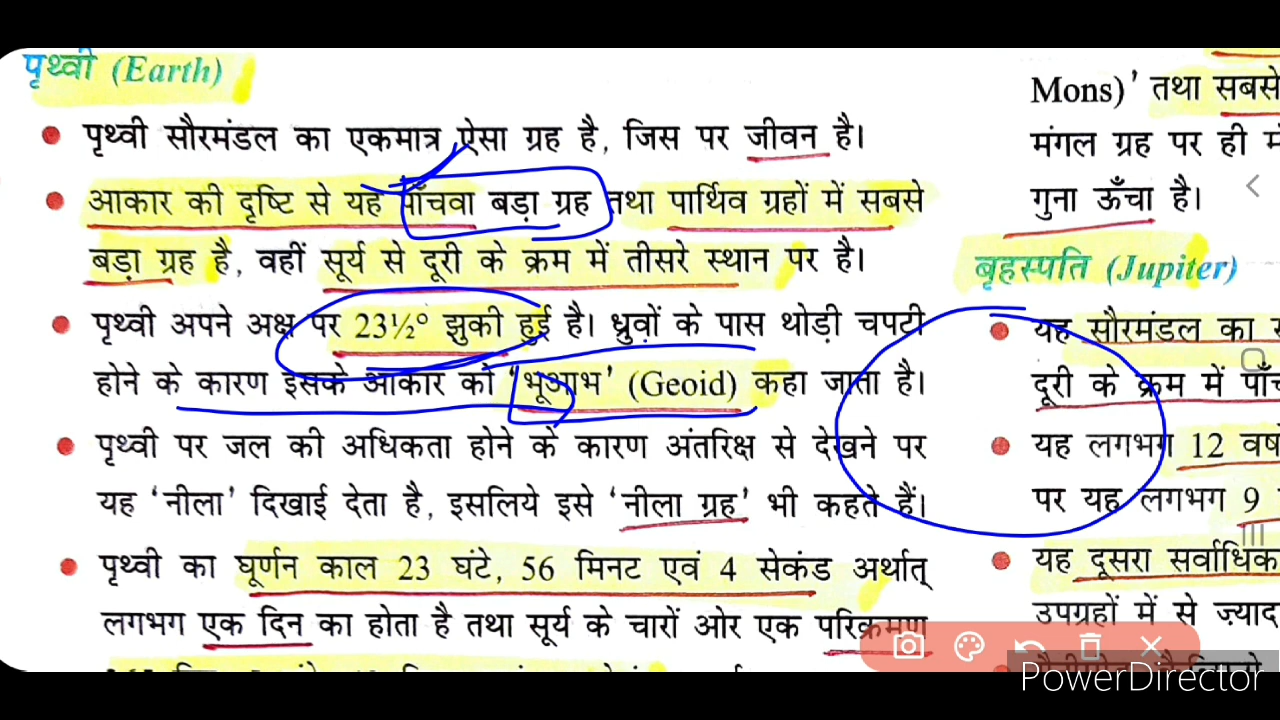 पृथ्वी (Earth)
पृथ्वी सौरमंडल का एकमात्र ऐसा ग्रह है, जिस पर जीवन है।
आकार की दृष्टि से यह पाँचवा बड़ा ग्रह तथा पार्थिव ग्रहों में सबसे
बड़ा ग्रह है, वहीं सूर्य से दूरी के क्रम में तीसरे स्थान पर है।
पृथ्वी अपने अक्ष पर 23½° झुकी हुई है। ध्रुवों के पास थोड़ी चपटी
होने के कारण इसके आकार को 'भूआभ' (Geoid) कहा जाता है।
पृथ्वी पर जल की अधिकता होने के कारण अंतरिक्ष से देखने पर
यह 'नीला' दिखाई देता है, इसलिये इसे 'नीला ग्रह' भी कहते हैं।
पृथ्वी का घूर्णन काल 23 घंटे, 56 मिनट एवं 4 सेकंड अर्थात्
लगभग एक दिन का होता है तथा सूर्य के चारों ओर एक परिक्रमण
Mons)' तथा सबसे
मंगल ग्रह पर ही
गुना ऊँचा है।
बृहस्पति (Jupiter)
यह सौरमंडल का
दूरी के क्रम में
यह लगभग 12
पर यह लगभग 9
यह दूसरा सर्वाधिक
उपग्रहों में से
PowerDirector